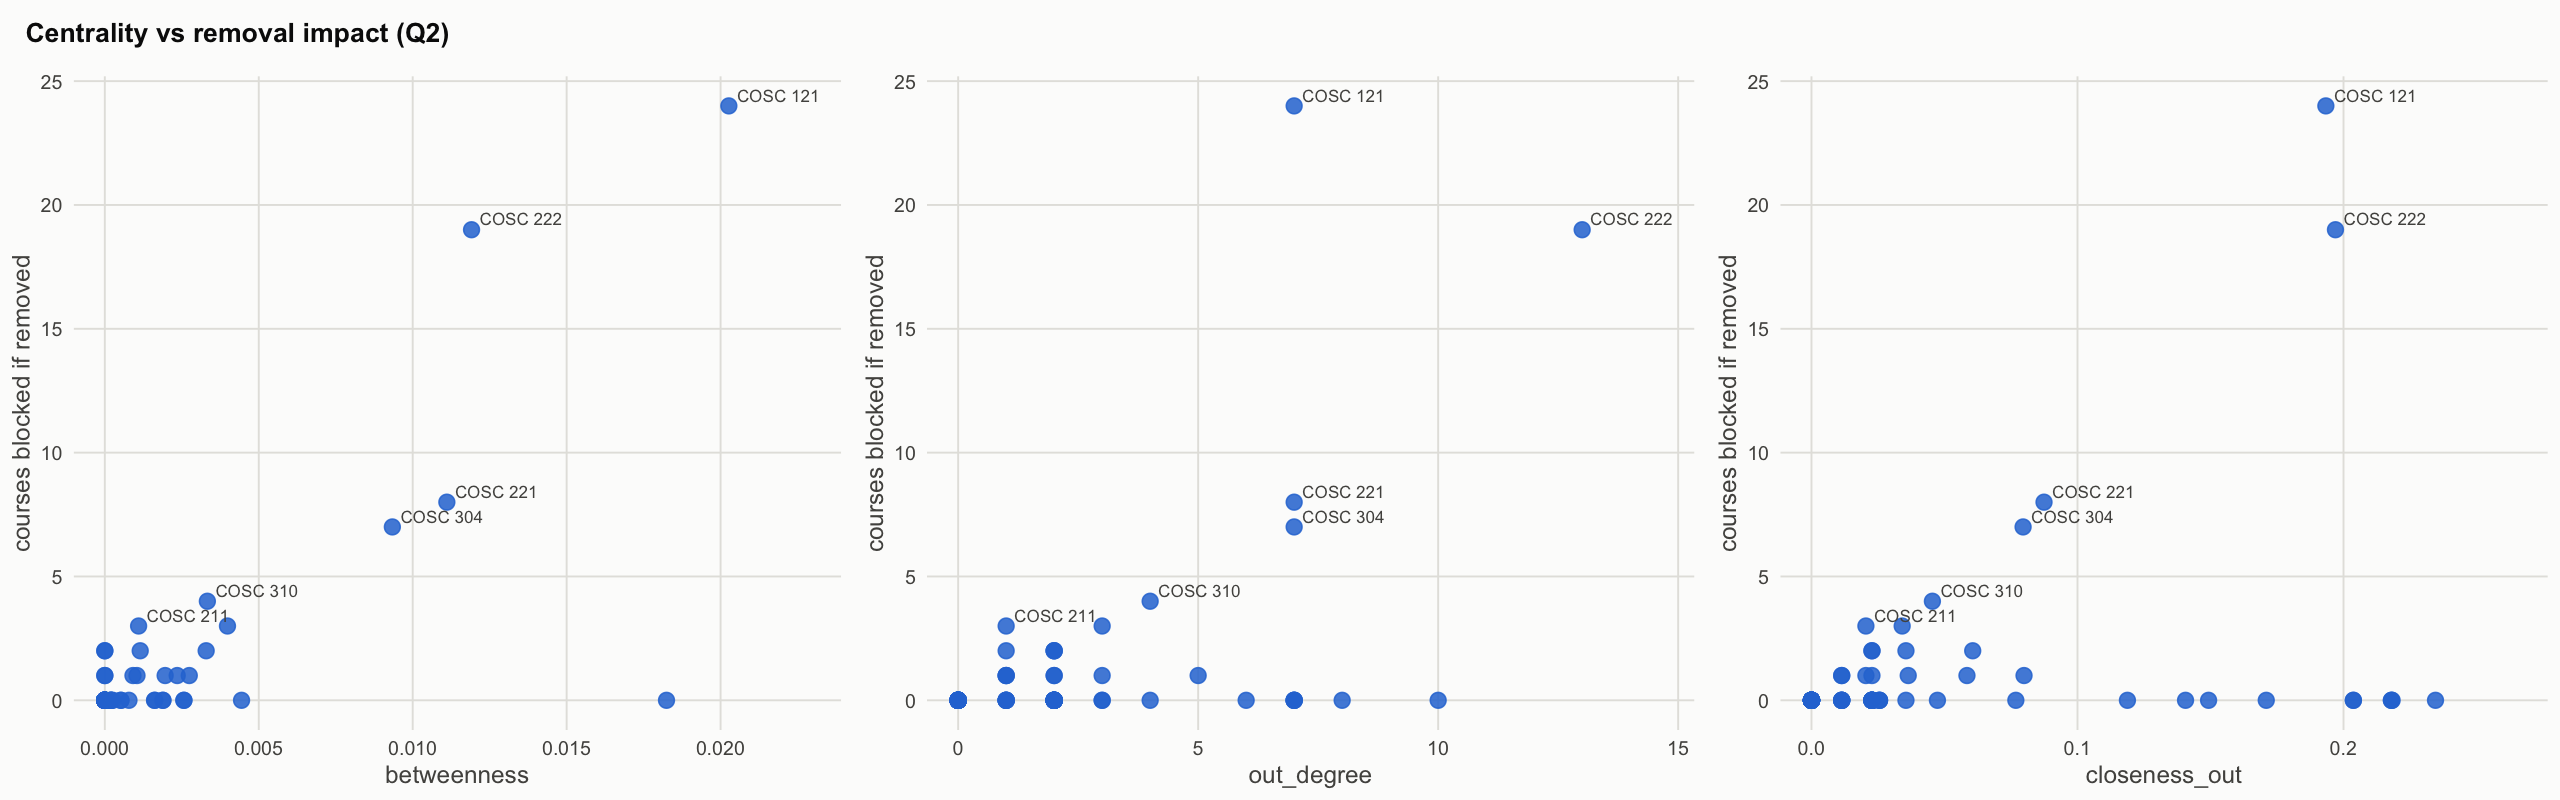 Centrality vs removal impact (Q2)
courses blocked if removed
25
20
15
10
5
0
COSC 121
COSC 222
COSC 221
COSC 304
COSC 310
COSC 211
0.000
0.005
0.010
0.015
0.020
betweenness
courses blocked if removed
25
20
15
10
5
0
COSC 121
COSC 222
COSC 221
COSC 304
COSC 310
COSC 211
0
5
10
15
out_degree
courses blocked if removed
25
20
15
10
5
0
COSC 121
COSC 222
COSC 221
COSC 304
COSC 310
COSC 211
0.0
0.1
0.2
closeness_out